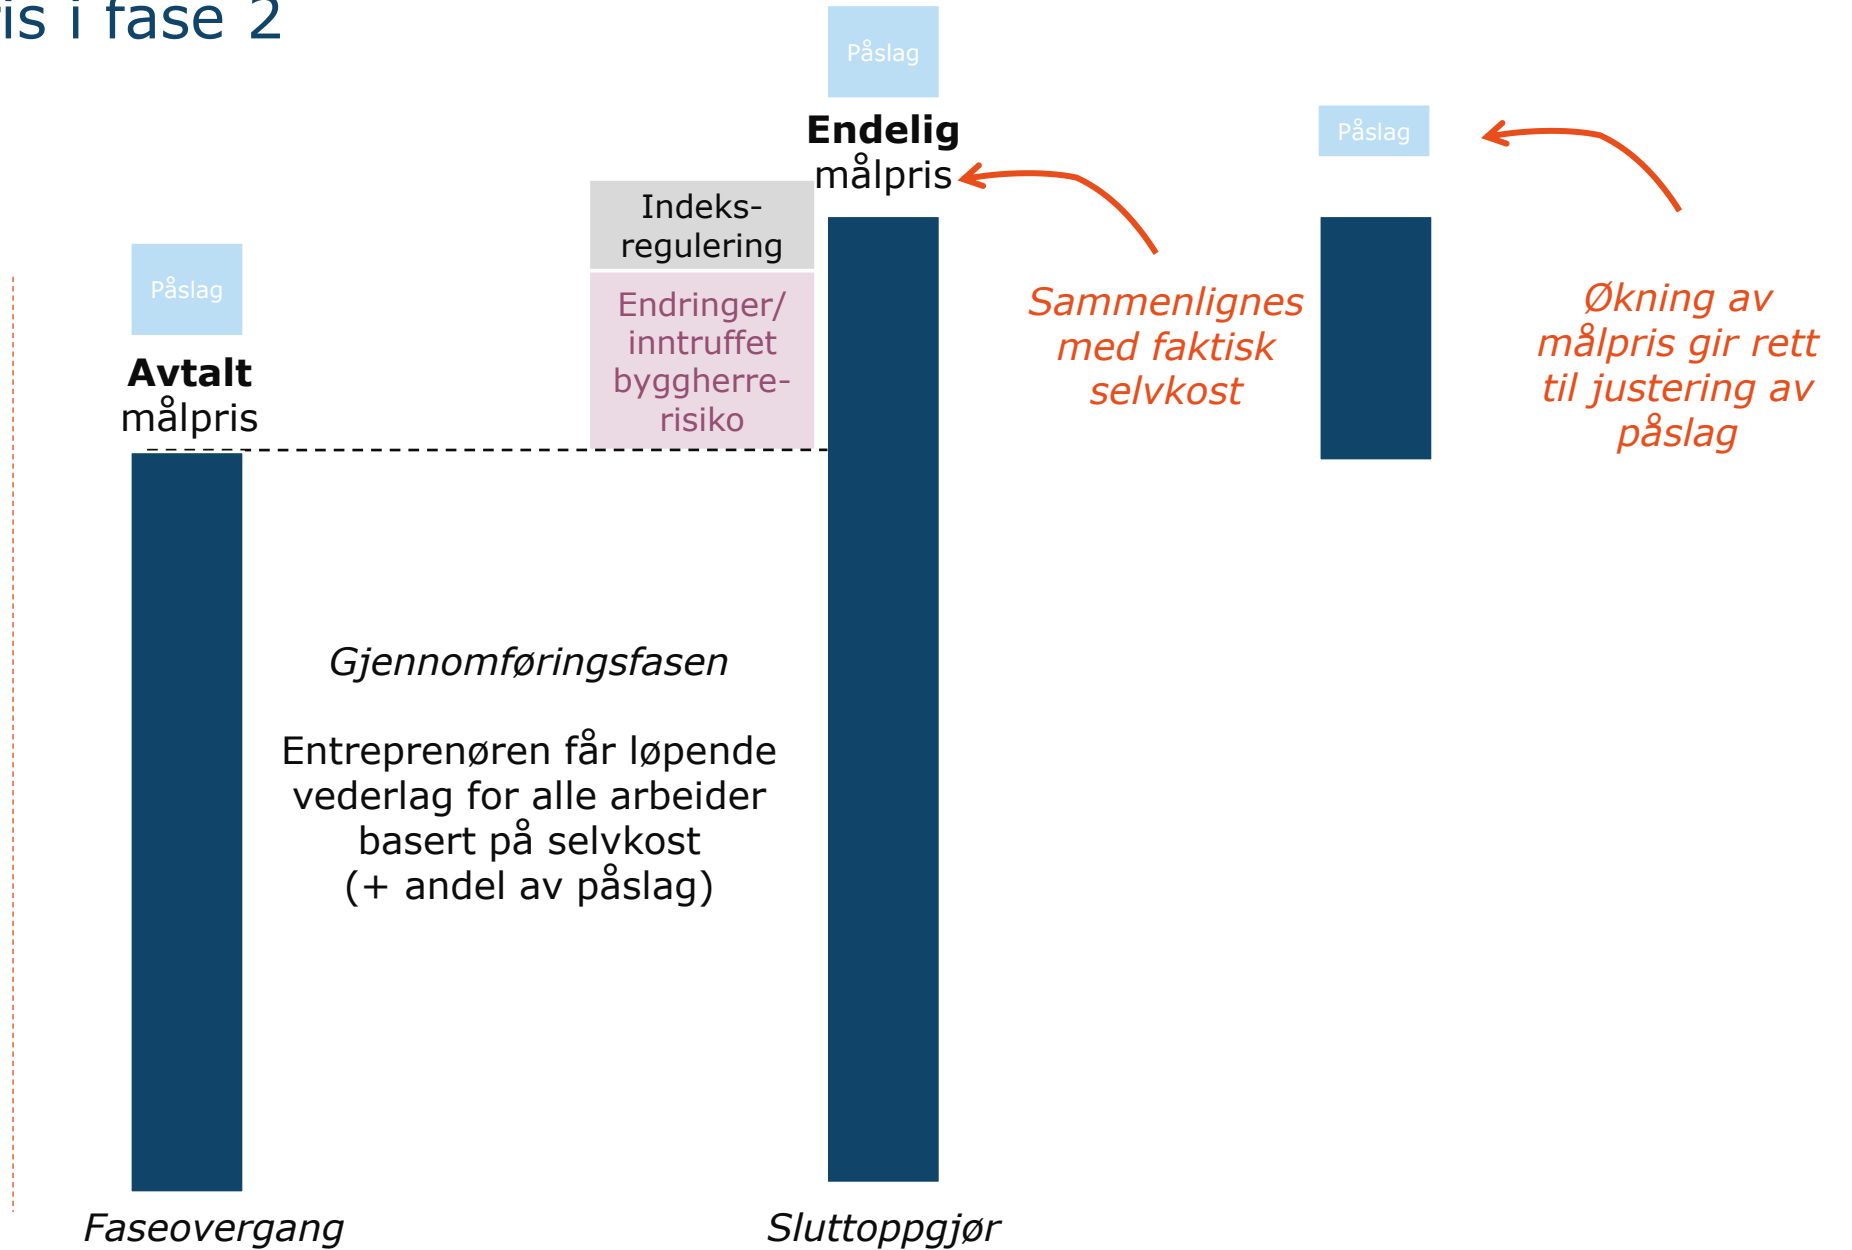 is i fase 2
Påslag
Endelig
målpris
Påslag
Indeks-
regulering
Endringer/
inntruffet
byggherre-
risiko
Påslag
Avtalt
målpris
Sammenlignes
med faktisk
selvkost
Økning av
målpris gir rett
til justering av
påslag
Gjennomføringsfasen
Entreprenøren får løpende
vederlag for alle arbeider
basert på selvkost
(+ andel av påslag)
Faseovergang
Sluttoppgjør